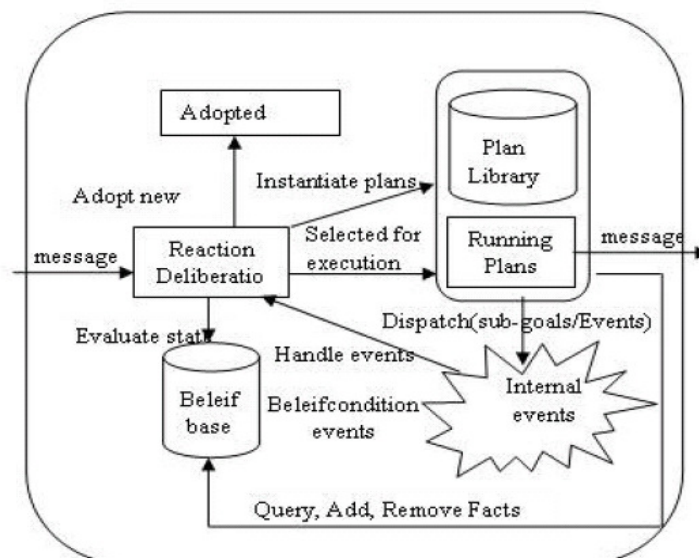 Adopted
Plan
Library
Instantiate plans
Adopt new
message
Reaction
Deliberatio
Selected for
execution
Running
Plans
message
Dispatch(sub-goals/Events)
Evaluate stat
Handle events
Beleif
base
Beleifcondition
events
Internal
events
Query, Add, Remove Facts